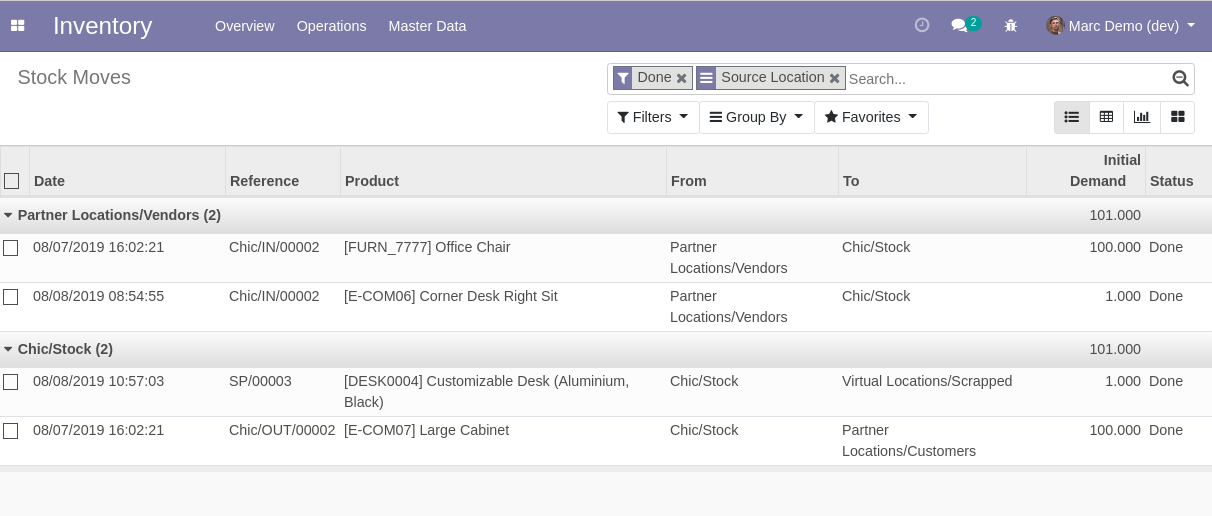 Inventory Overview Operations Master Data 2 Marc Demo (dev)
Stock Moves Done Source Location Search...
Filters Group By Favorites
Initial
Date Reference Product From To Demand Status
Partner Locations/Vendors (2) 101.000
08/07/2019 16:02:21 Chic/IN/00002 [FURN_7777] Office Chair Partner Chic/Stock 100.000 Done
Locations/Vendors
08/08/2019 08:54:55 Chic/IN/00002 [E-COM06] Corner Desk Right Sit Partner Chic/Stock 1.000 Done
Locations/Vendors
Chic/Stock (2) 101.000
08/08/2019 10:57:03 SP/00003 [DESK0004] Customizable Desk (Aluminium, Chic/Stock Virtual Locations/Scrapped 1.000 Done
Black)
08/07/2019 16:02:21 Chic/OUT/00002 [E-COM07] Large Cabinet Chic/Stock Partner 100.000 Done
Locations/Customers